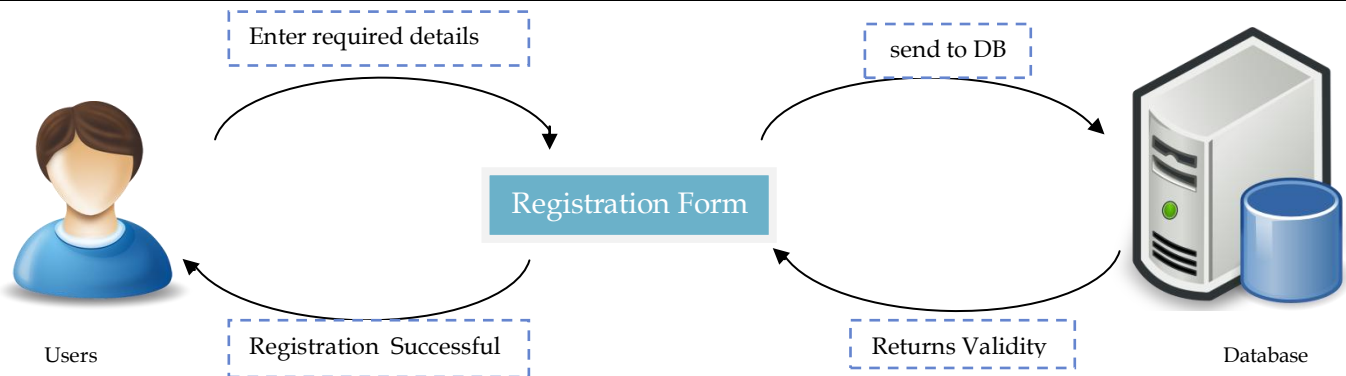 Enter required details
send to DB
Registration Form
Registration Successful
Returns Validity
Users
Database